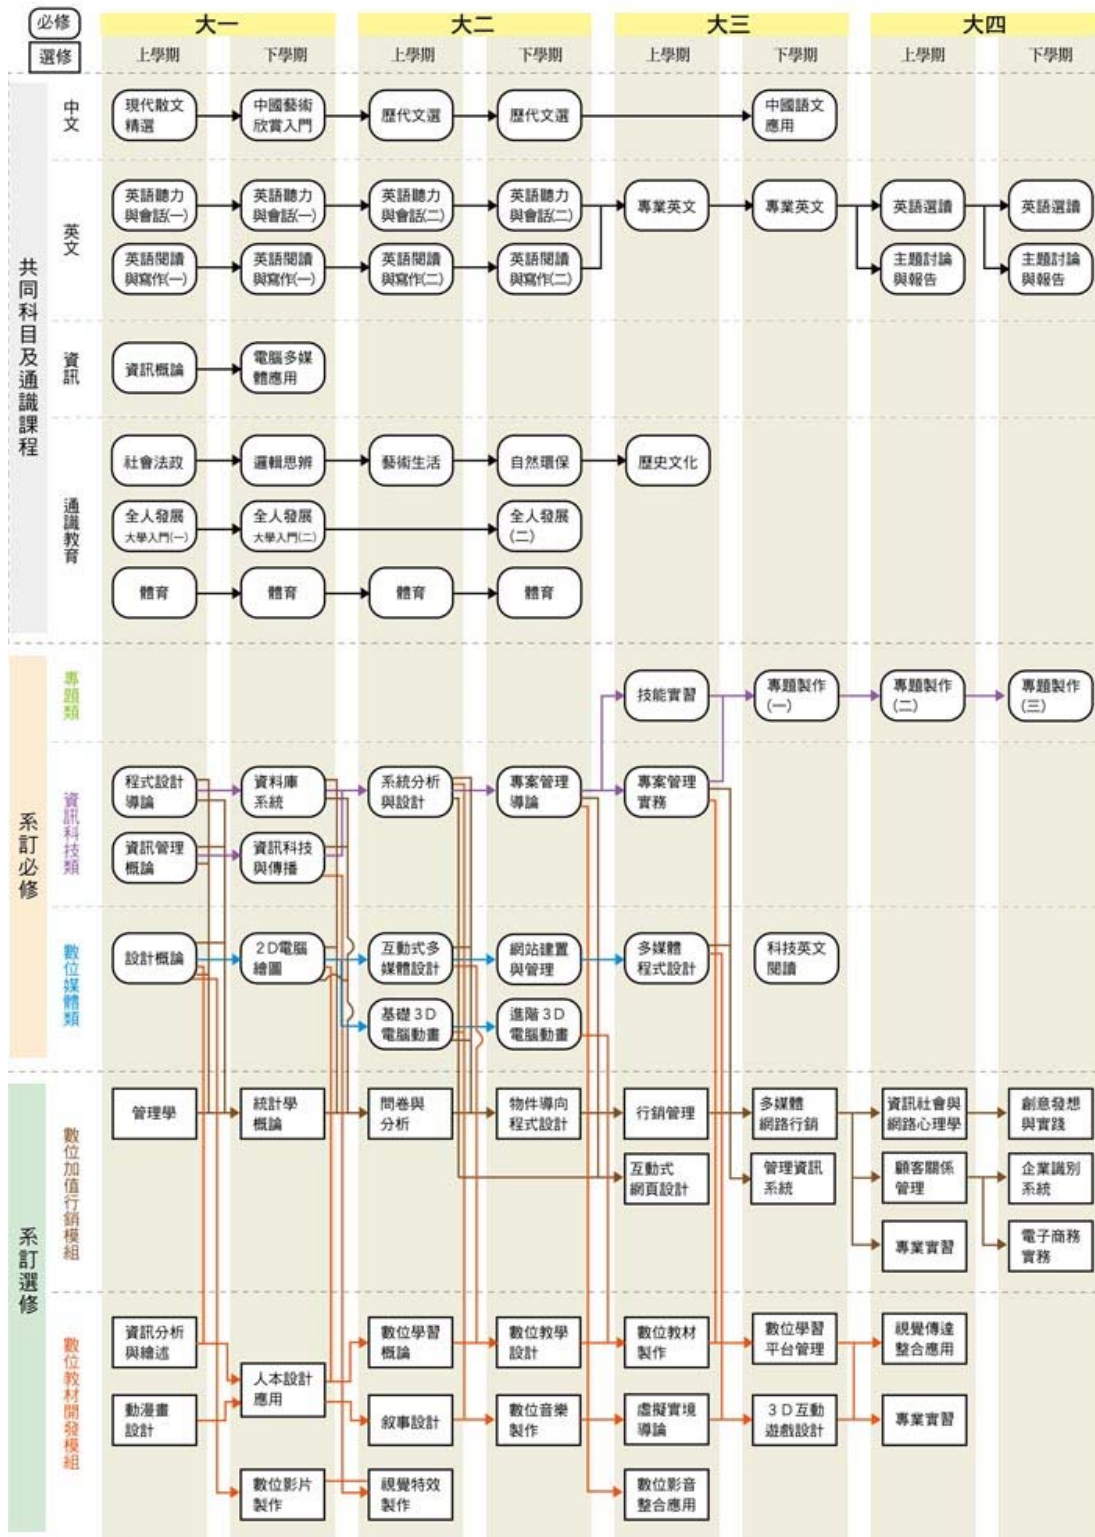 必修
選修
大一
大二
大三
大四
上學期
下學期
上學期
下學期
上學期
下學期
上學期
下學期
共同科目及通識課程
中文
現代散文
精選
中國藝術
欣賞入門
歷代文選
歷代文選
中國語文
應用
英文
英語聽力
與會話(一)
英語聽力
與會話(一)
英語聽力
與會話(二)
英語聽力
與會話(二)
專業英文
專業英文
英語選讀
英語選讀
英語閱讀
與寫作(一)
英語閱讀
與寫作(一)
英語閱讀
與寫作(二)
英語閱讀
與寫作(二)
主題討論
與報告
主題討論
與報告
資訊
資訊概論
電腦多媒
體應用
通識教育
社會法政
邏輯思辨
藝術生活
自然環保
歷史文化
全人發展
大學入門(一)
全人發展
大學入門(二)
全人發展
(二)
體育
體育
體育
體育
系訂必修
專題類
技能實習
專題製作
(一)
專題製作
(二)
專題製作
(三)
資訊科技類
程式設計
導論
資料庫
系統
系統分析
與設計
專案管理
導論
專案管理
實務
資訊管理
概論
資訊科技
與傳播
數位媒體類
設計概論
2D電腦
繪圖
互動式多
媒體設計
網站建置
與管理
多媒體
程式設計
科技英文
閱讀
基礎3D
電腦動畫
進階3D
電腦動畫
系訂選修
數位加值行銷模組
管理學
統計學
概論
問卷與
分析
物件導向
程式設計
行銷管理
多媒體
網路行銷
資訊社會與
網路心理學
創意發想
與實踐
互動式
網頁設計
管理資訊
系統
顧客關係
管理
企業識別
系統
專業實習
電子商務
實務
數位教材開發模組
資訊分析
與繪述
人本設計
應用
數位學習
概論
數位教學
設計
數位教材
製作
數位學習
平台管理
視覺傳達
整合應用
動漫畫
設計
敘事設計
數位音樂
製作
虛擬實境
導論
3D互動
遊戲設計
專業實習
數位影片
製作
視覺特效
製作
數位影音
整合應用